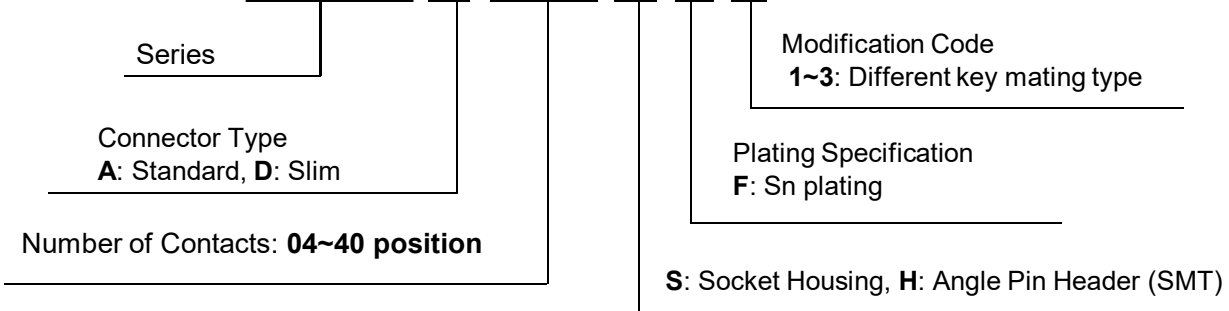 Series
Modification Code
1~3: Different key mating type
Connector Type
A: Standard, D: Slim
Plating Specification
F: Sn plating
Number of Contacts: 04~40 position
S: Socket Housing, H: Angle Pin Header (SMT)